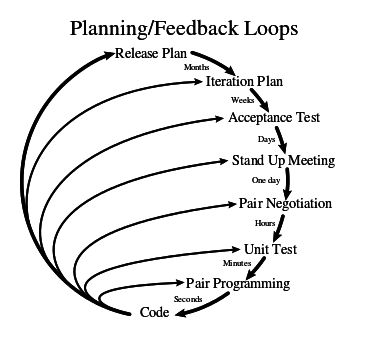 Planning/Feedback Loops
Release Plan
Months
Iteration Plan
Weeks
Acceptance Test
Days
Stand Up Meeting
One day
Pair Negotiation
Hours
Unit Test
Minutes
Pair Programming
Seconds
Code